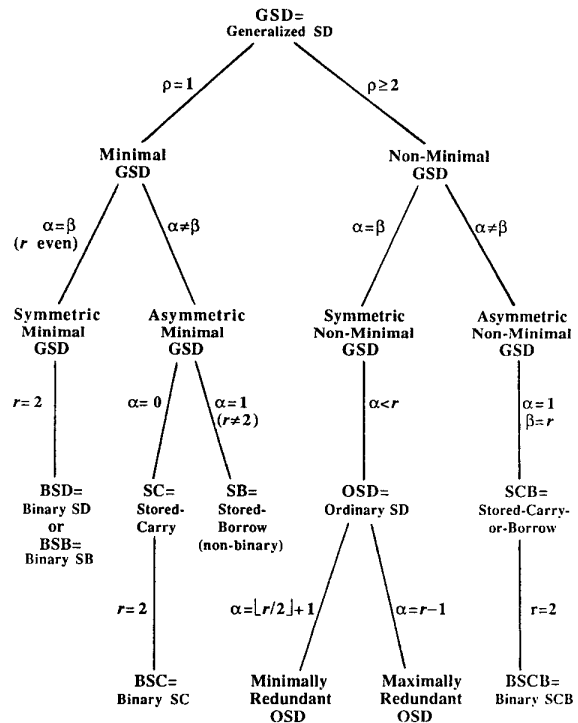 GSD=
Generalized SD
ρ=1
ρ≥2
Minimal
GSD
Non-Minimal
GSD
α=β
(r even)
α≠β
α=β
α≠β
Symmetric
Minimal
GSD
Asymmetric
Minimal
GSD
Symmetric
Non-Minimal
GSD
Asymmetric
Non-Minimal
GSD
r=2
α=0
α=1
(r≠2)
α<r
α=1
β=r
BSD=
Binary SD
or
BSB=
Binary SB
SC=
Stored-
Carry
SB=
Stored-
Borrow
(non-binary)
OSD=
Ordinary SD
SCB=
Stored-Carry-
or-Borrow
r=2
α=⌊r/2⌋+1
α=r−1
r=2
BSC=
Binary SC
Minimally
Redundant
OSD
Maximally
Redundant
OSD
BSCB=
Binary SCB